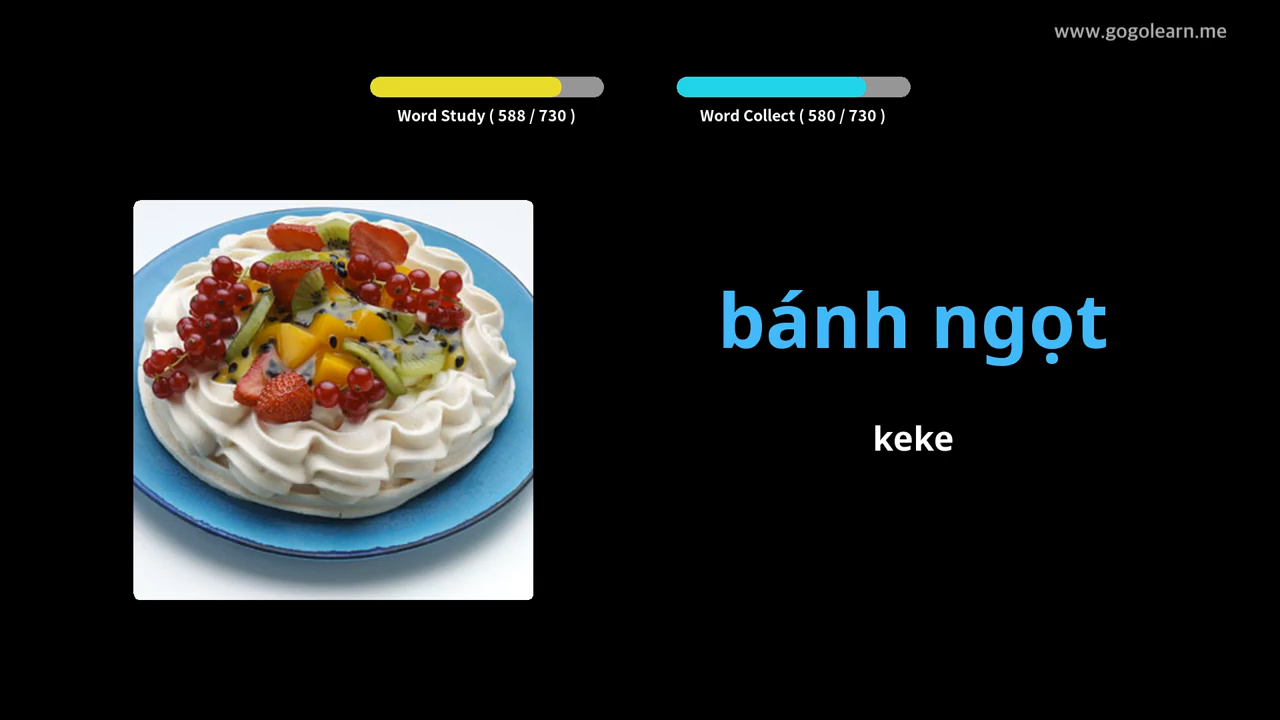 www.gogolearn.me
Word Study ( 588 / 730 )
Word Collect ( 580 / 730 )
bánh ngọt
keke